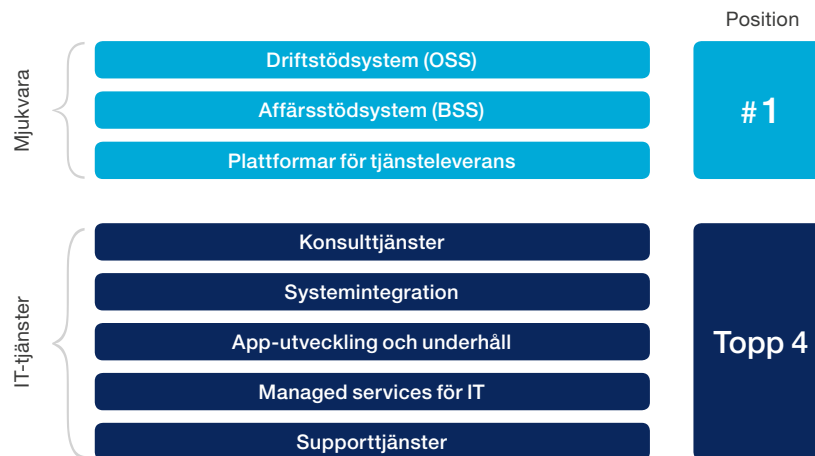 Position
Mjukvara
Driftstödsystem (OSS)
Affärsstödsystem (BSS)
Plattformar för tjänsteleverans
#1
IT-tjänster
Konsulttjänster
Systemintegration
App-utveckling och underhåll
Managed services för IT
Supporttjänster
Topp 4